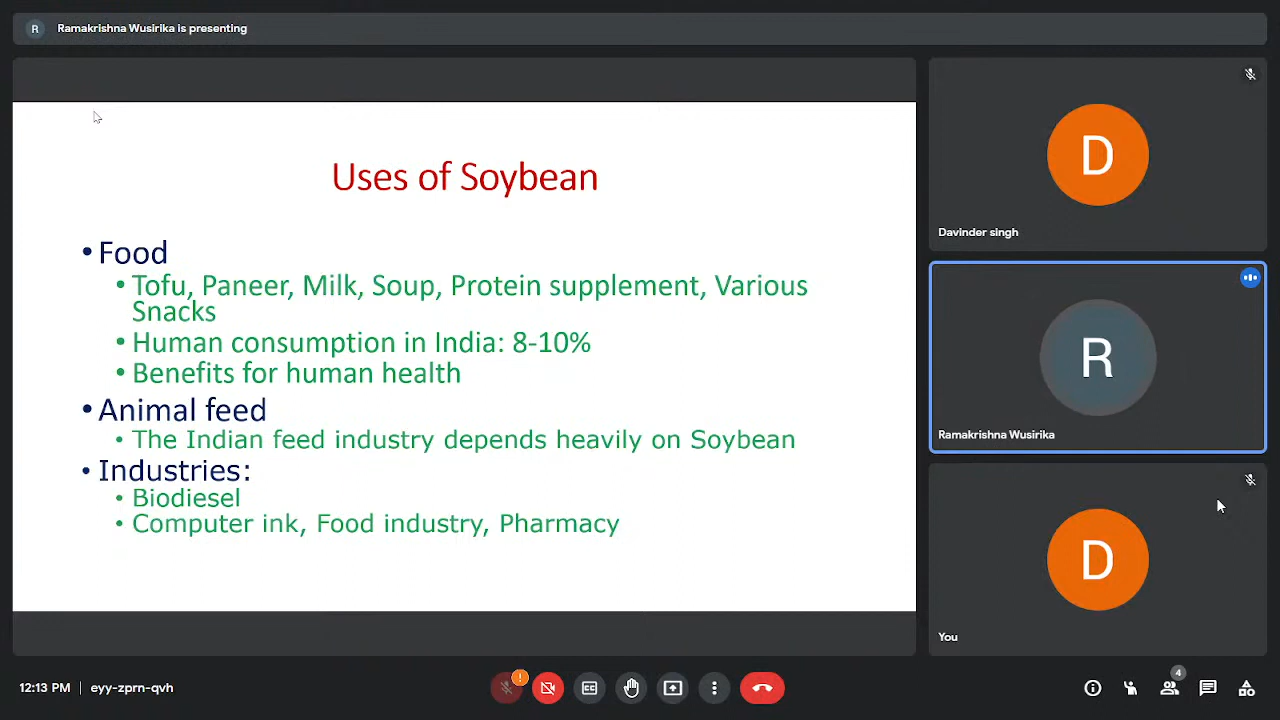 R Ramakrishna Wusirika is presenting
Uses of Soybean
• Food
• Tofu, Paneer, Milk, Soup, Protein supplement, Various
Snacks
• Human consumption in India: 8-10%
• Benefits for human health
• Animal feed
• The Indian feed industry depends heavily on Soybean
• Industries:
• Biodiesel
• Computer ink, Food industry, Pharmacy
D
Davinder singh
R
Ramakrishna Wusirika
D
You
12:13 PM | eyy-zprn-qvh
!
CC
4